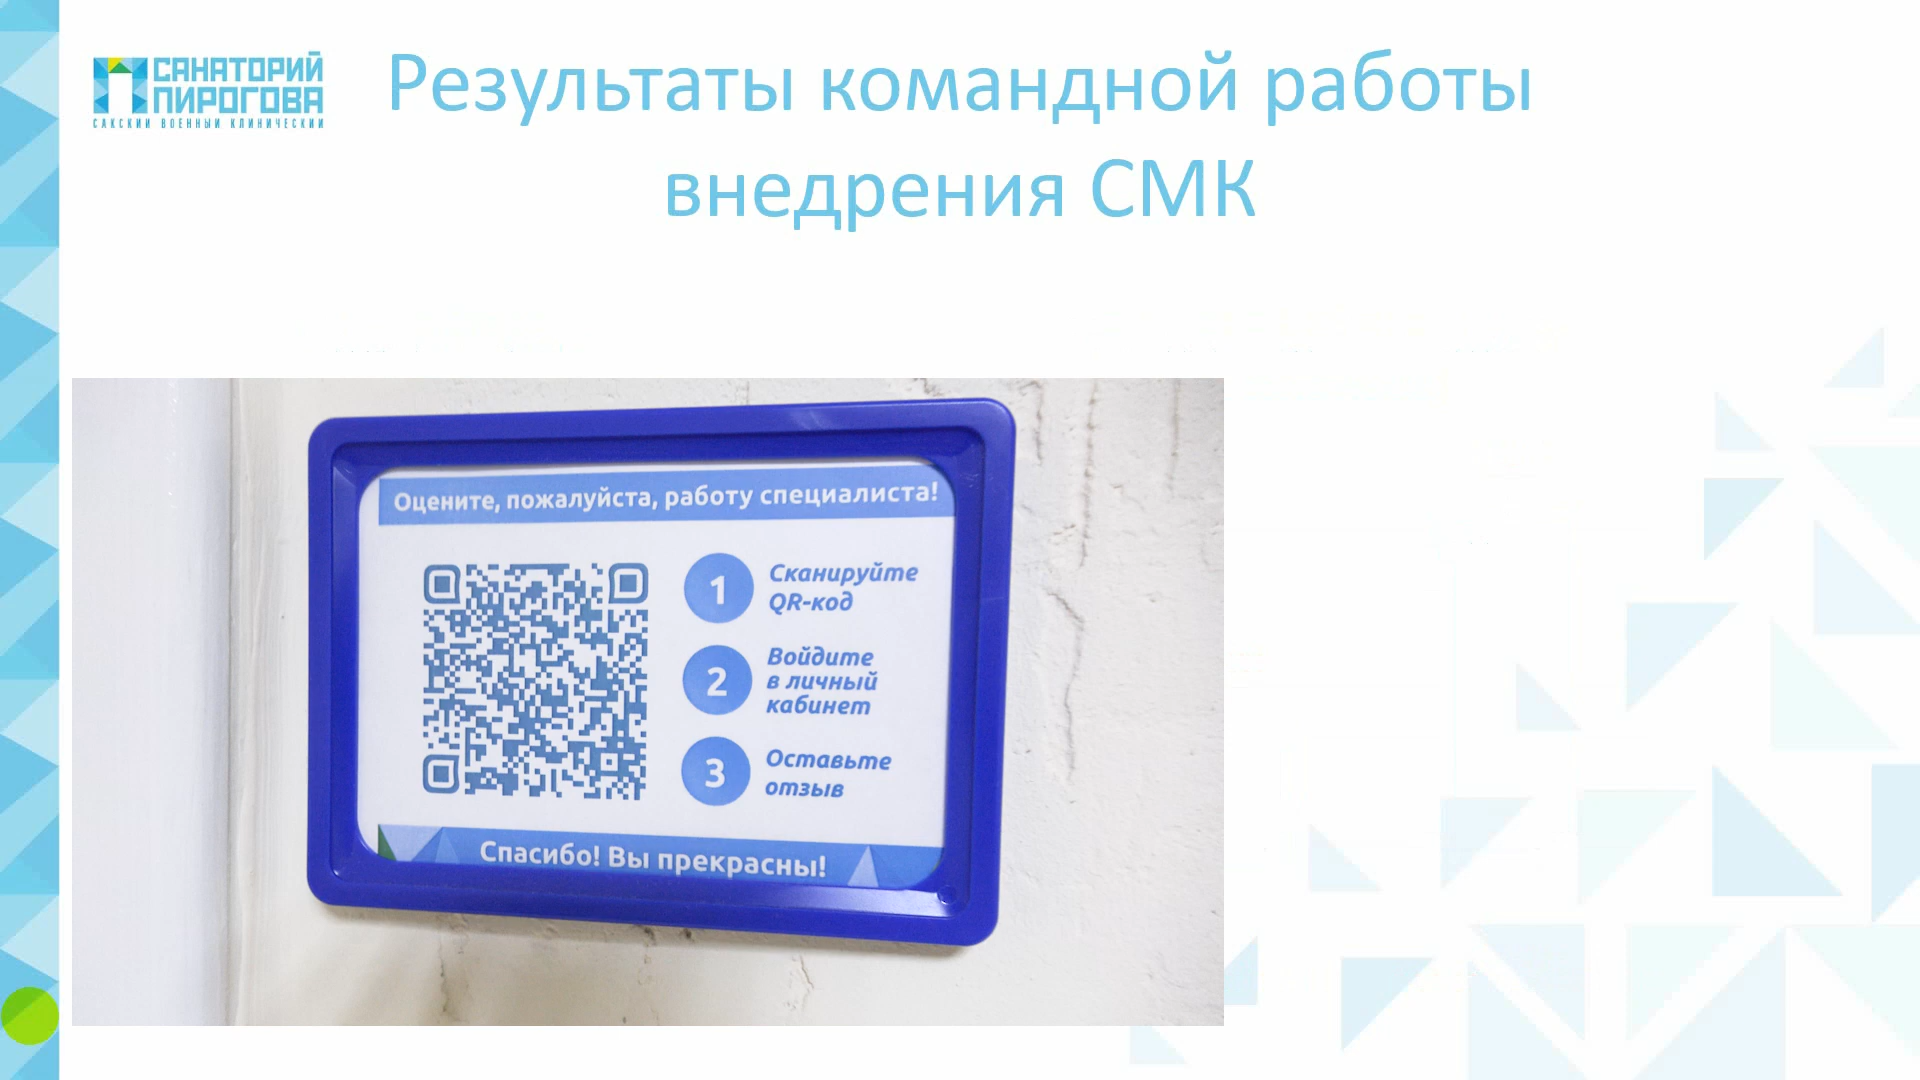 САНАТОРИЙ
ПИРОГОВА
САКСКИЙ ВОЕННЫЙ КЛИНИЧЕСКИЙ
Результаты командной работы
внедрения СМК
Оцените, пожалуйста, работу специалиста!
1
Сканируйте
QR-код
2
Войдите
в личный
кабинет
3
Оставьте
отзыв
Спасибо! Вы прекрасны!